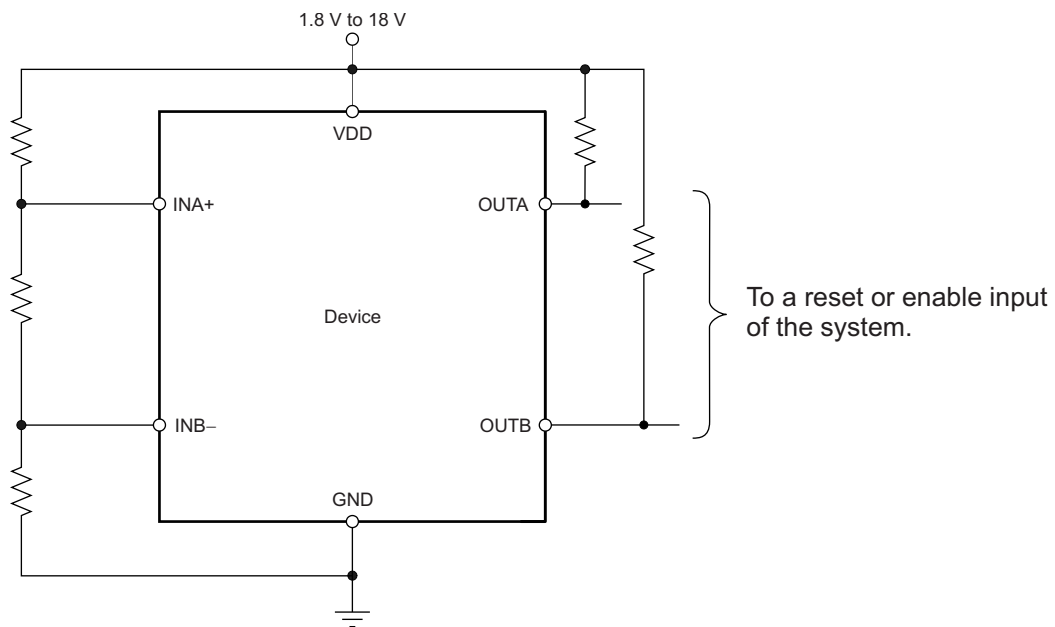 1.8 V to 18 V
VDD
INA+
OUTA
To a reset or enable input
of the system.
Device
INB–
OUTB
GND